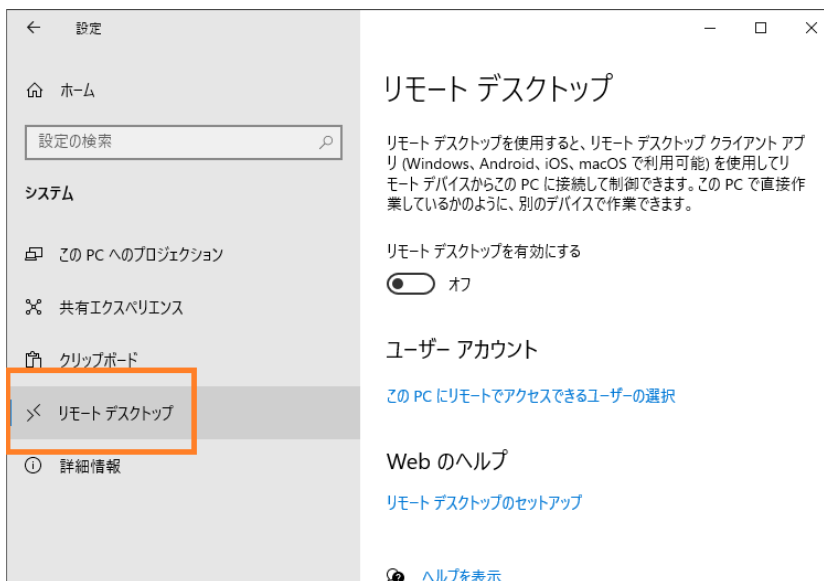 設定
ホーム
設定の検索
システム
この PC へのプロジェクション
共有エクスペリエンス
クリップボード
リモート デスクトップ
詳細情報
リモート デスクトップ
リモート デスクトップを使用すると、リモート デスクトップ クライアント アプ
リ (Windows、Android、iOS、macOS で利用可能) を使用してリ
モート デバイスからこの PC に接続して制御できます。この PC で直接作
業しているかのように、別のデバイスで作業できます。
リモート デスクトップを有効にする
オフ
ユーザー アカウント
この PC にリモートでアクセスできるユーザーの選択
Web のヘルプ
リモート デスクトップのセットアップ
ヘルプを表示